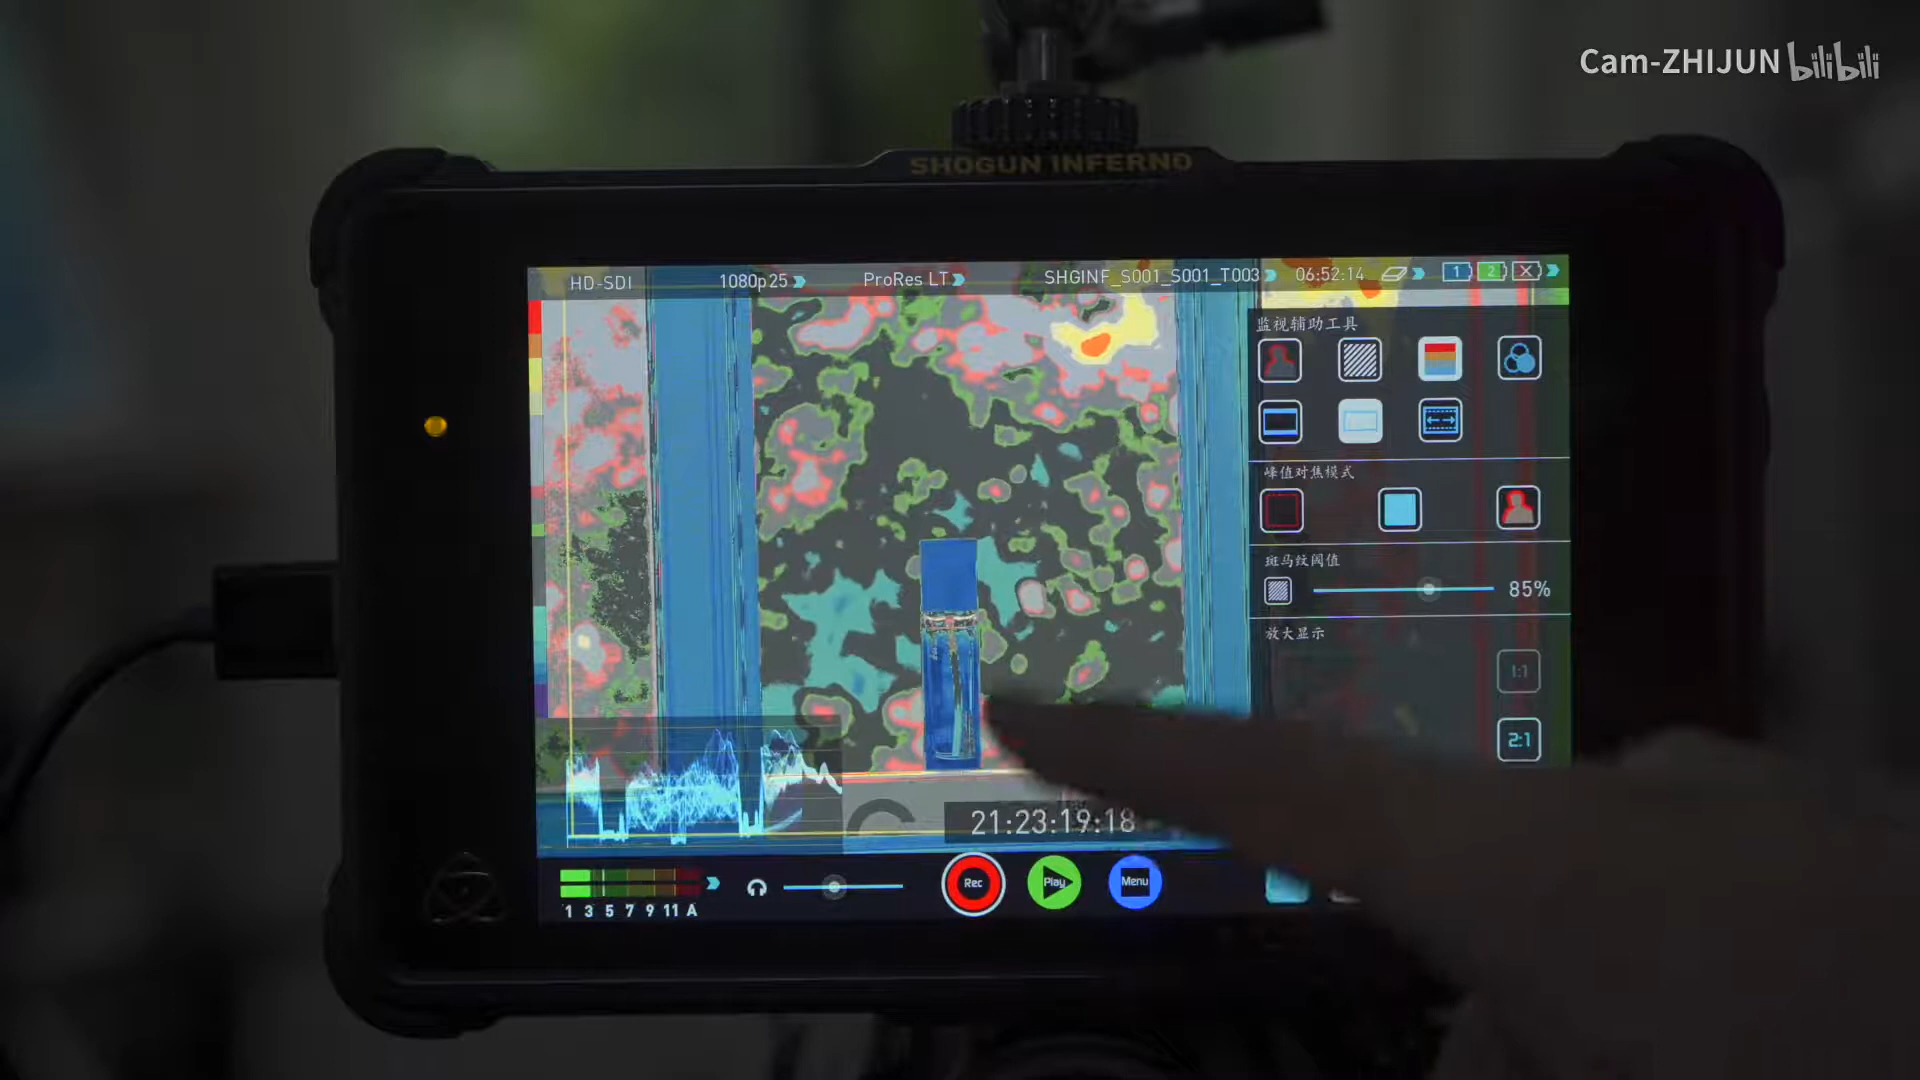 Cam-ZHIJUN bilibili
SHOGUN INFERNO
HD-SDI 1080p25 ProRes LT SHGINF_S001_S001_T003 06:52:14 1 2 X
监视辅助工具
峰值对焦模式
斑马纹阈值
85%
放大显示
1:1
2:1
21:23:19:18
Rec Play Menu
1 3 5 7 9 11 A